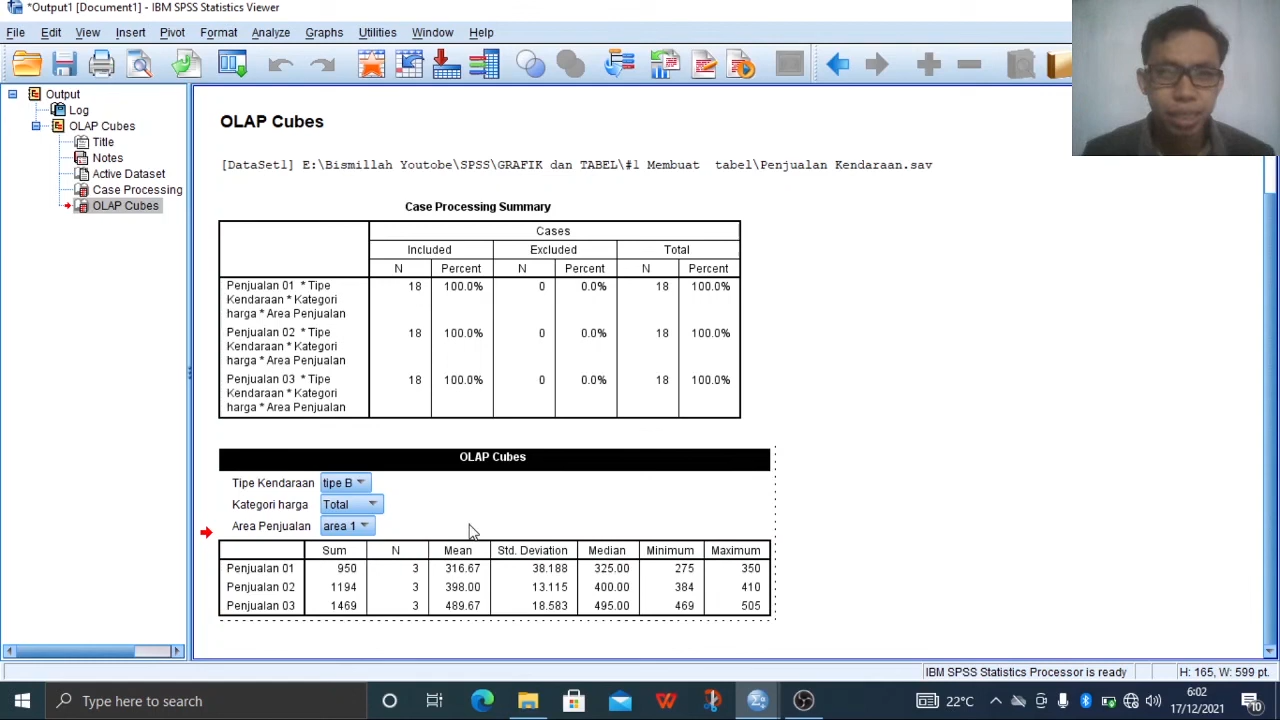 *Output1 [Document1] - IBM SPSS Statistics Viewer
File Edit View Insert Pivot Format Analyze Graphs Utilities Window Help
Output
Log
OLAP Cubes
Title
Notes
Active Dataset
Case Processing
OLAP Cubes
OLAP Cubes
[DataSet1] E:\Bismillah Youtobe\SPSS\GRAFIK dan TABEL\#1 Membuat tabel\Penjualan Kendaraan.sav
Case Processing Summary
Cases
Included Excluded Total
N Percent N Percent N Percent
Penjualan 01 * Tipe 18 100.0% 0 0.0% 18 100.0%
Kendaraan * Kategori
harga * Area Penjualan
Penjualan 02 * Tipe 18 100.0% 0 0.0% 18 100.0%
Kendaraan * Kategori
harga * Area Penjualan
Penjualan 03 * Tipe 18 100.0% 0 0.0% 18 100.0%
Kendaraan * Kategori
harga * Area Penjualan
OLAP Cubes
Tipe Kendaraan tipe B
Kategori harga Total
Area Penjualan area 1
Sum N Mean Std. Deviation Median Minimum Maximum
Penjualan 01 950 3 316.67 38.188 325.00 275 350
Penjualan 02 1194 3 398.00 13.115 400.00 384 410
Penjualan 03 1469 3 489.67 18.583 495.00 469 505
IBM SPSS Statistics Processor is ready H: 165, W: 599 pt.
Type here to search
22°C
6:02
17/12/2021
10